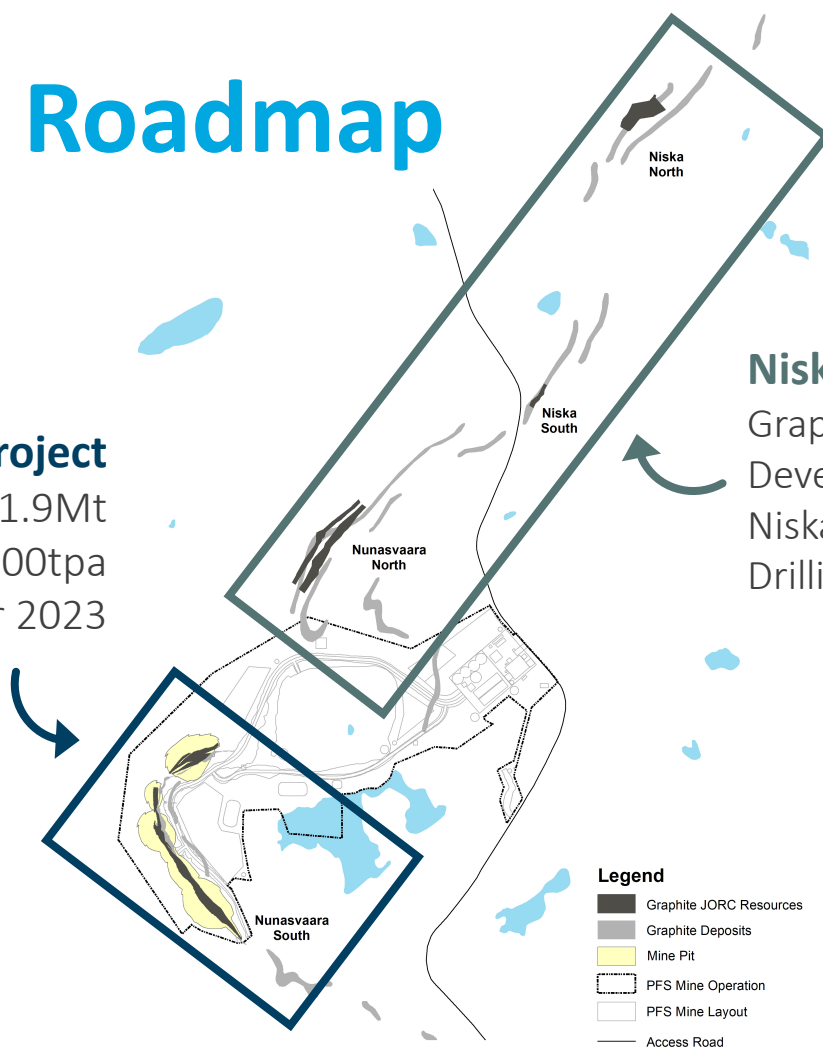 Roadmap
Niska
North
Niska
South
Nunasvaara
North
roject
1.9Mt
00tpa
r 2023
Nisk
Grap
Deve
Niska
Drilli
Nunasvaara
South
Legend
Graphite JORC Resources
Graphite Deposits
Mine Pit
PFS Mine Operation
PFS Mine Layout
Access Road